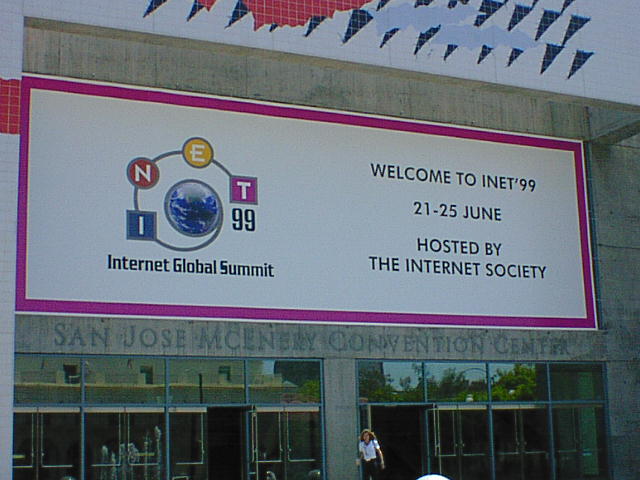 I N E T
99
Internet Global Summit
WELCOME TO INET'99
21-25 JUNE
HOSTED BY
THE INTERNET SOCIETY
SAN JOSE MCENERY CONVENTION CENTER